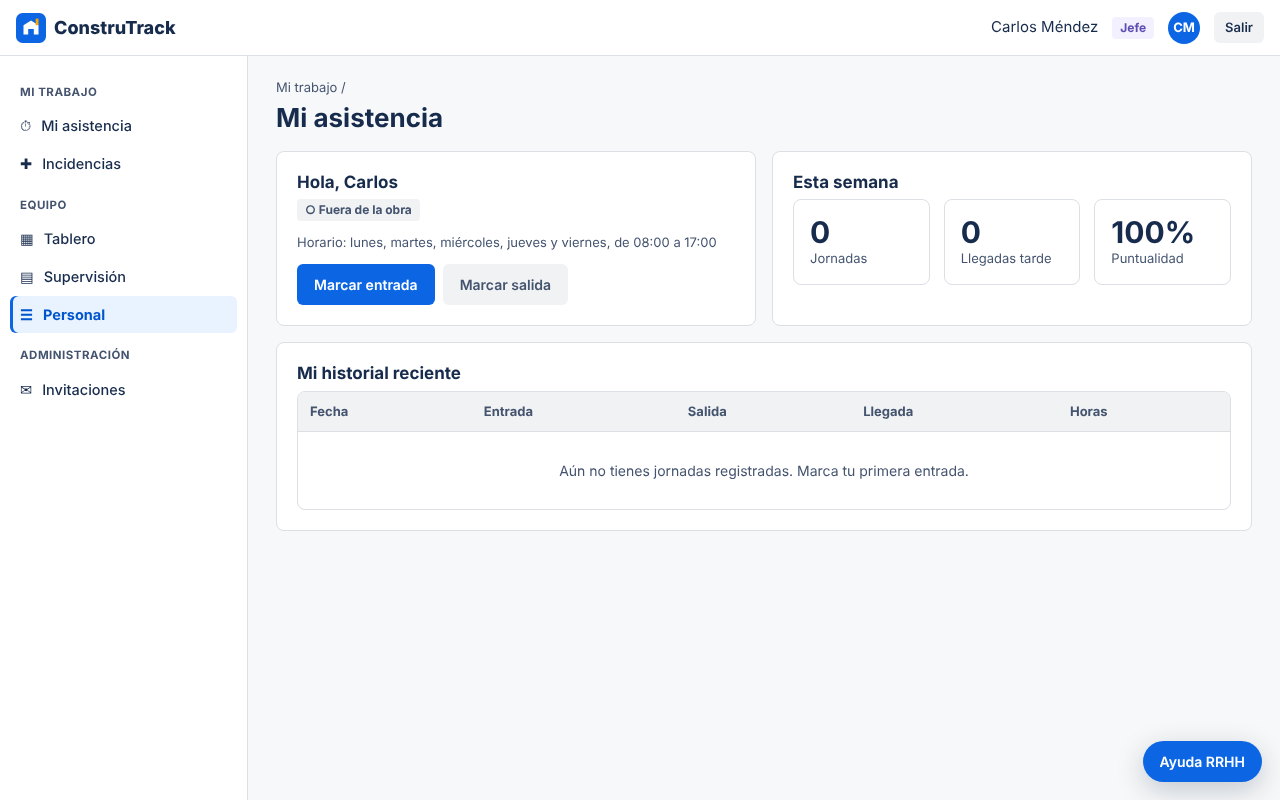 ConstruTrack
Carlos Méndez
Jefe
CM
Salir
MI TRABAJO
Mi asistencia
Incidencias
EQUIPO
Tablero
Supervisión
Personal
ADMINISTRACIÓN
Invitaciones
Mi trabajo /
Mi asistencia
Hola, Carlos
Fuera de la obra
Horario: lunes, martes, miércoles, jueves y viernes, de 08:00 a 17:00
Marcar entrada
Marcar salida
Esta semana
0
Jornadas
0
Llegadas tarde
100%
Puntualidad
Mi historial reciente
Fecha Entrada Salida Llegada Horas
Aún no tienes jornadas registradas. Marca tu primera entrada.
Ayuda RRHH